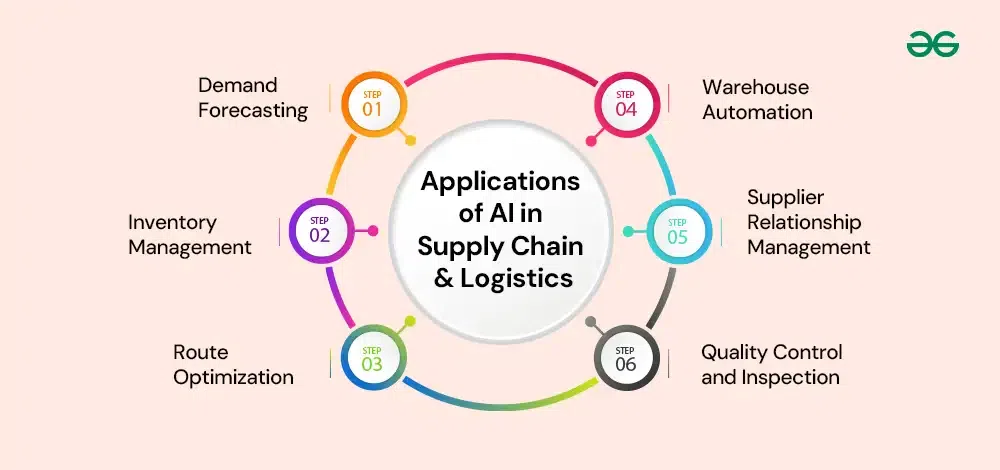 Applications
of AI in
Supply Chain
& Logistics
STEP
01
Demand
Forecasting
STEP
02
Inventory
Management
STEP
03
Route
Optimization
STEP
04
Warehouse
Automation
STEP
05
Supplier
Relationship
Management
STEP
06
Quality Control
and Inspection